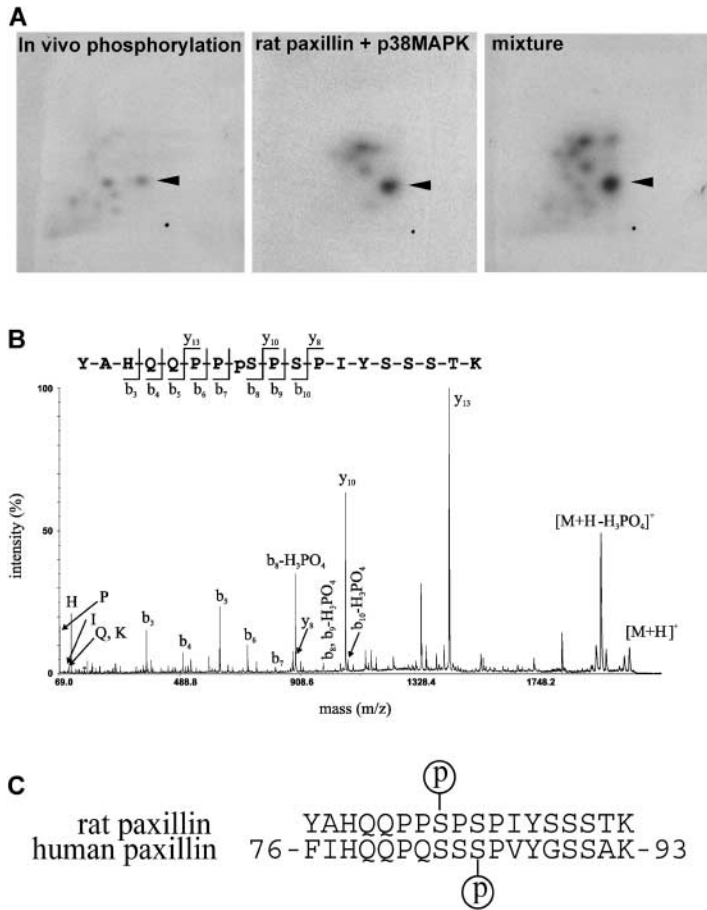 A
In vivo phosphorylation
rat paxillin + p38MAPK
mixture
B
y13 y10 y8
Y-A-H-Q-Q-P-P-pS-P-S-P-I-Y-S-S-S-T-K
b3 b4 b5 b6 b7 b8 b9 b10
100
50
0
intensity (%)
H
P
I
Q, K
b3
b4
b5
b6
b7
b8-H3PO4
y8
b8, b9-H3PO4
y10
b10-H3PO4
y13
[M+H-H3PO4]+
[M+H]+
69.0 488.8 908.6 1328.4 1748.2
mass (m/z)
C
p
rat paxillin YAHQQPPSPSPIYSSSTK
human paxillin 76-FIHQQPQSSSPVYGSSAK-93
p